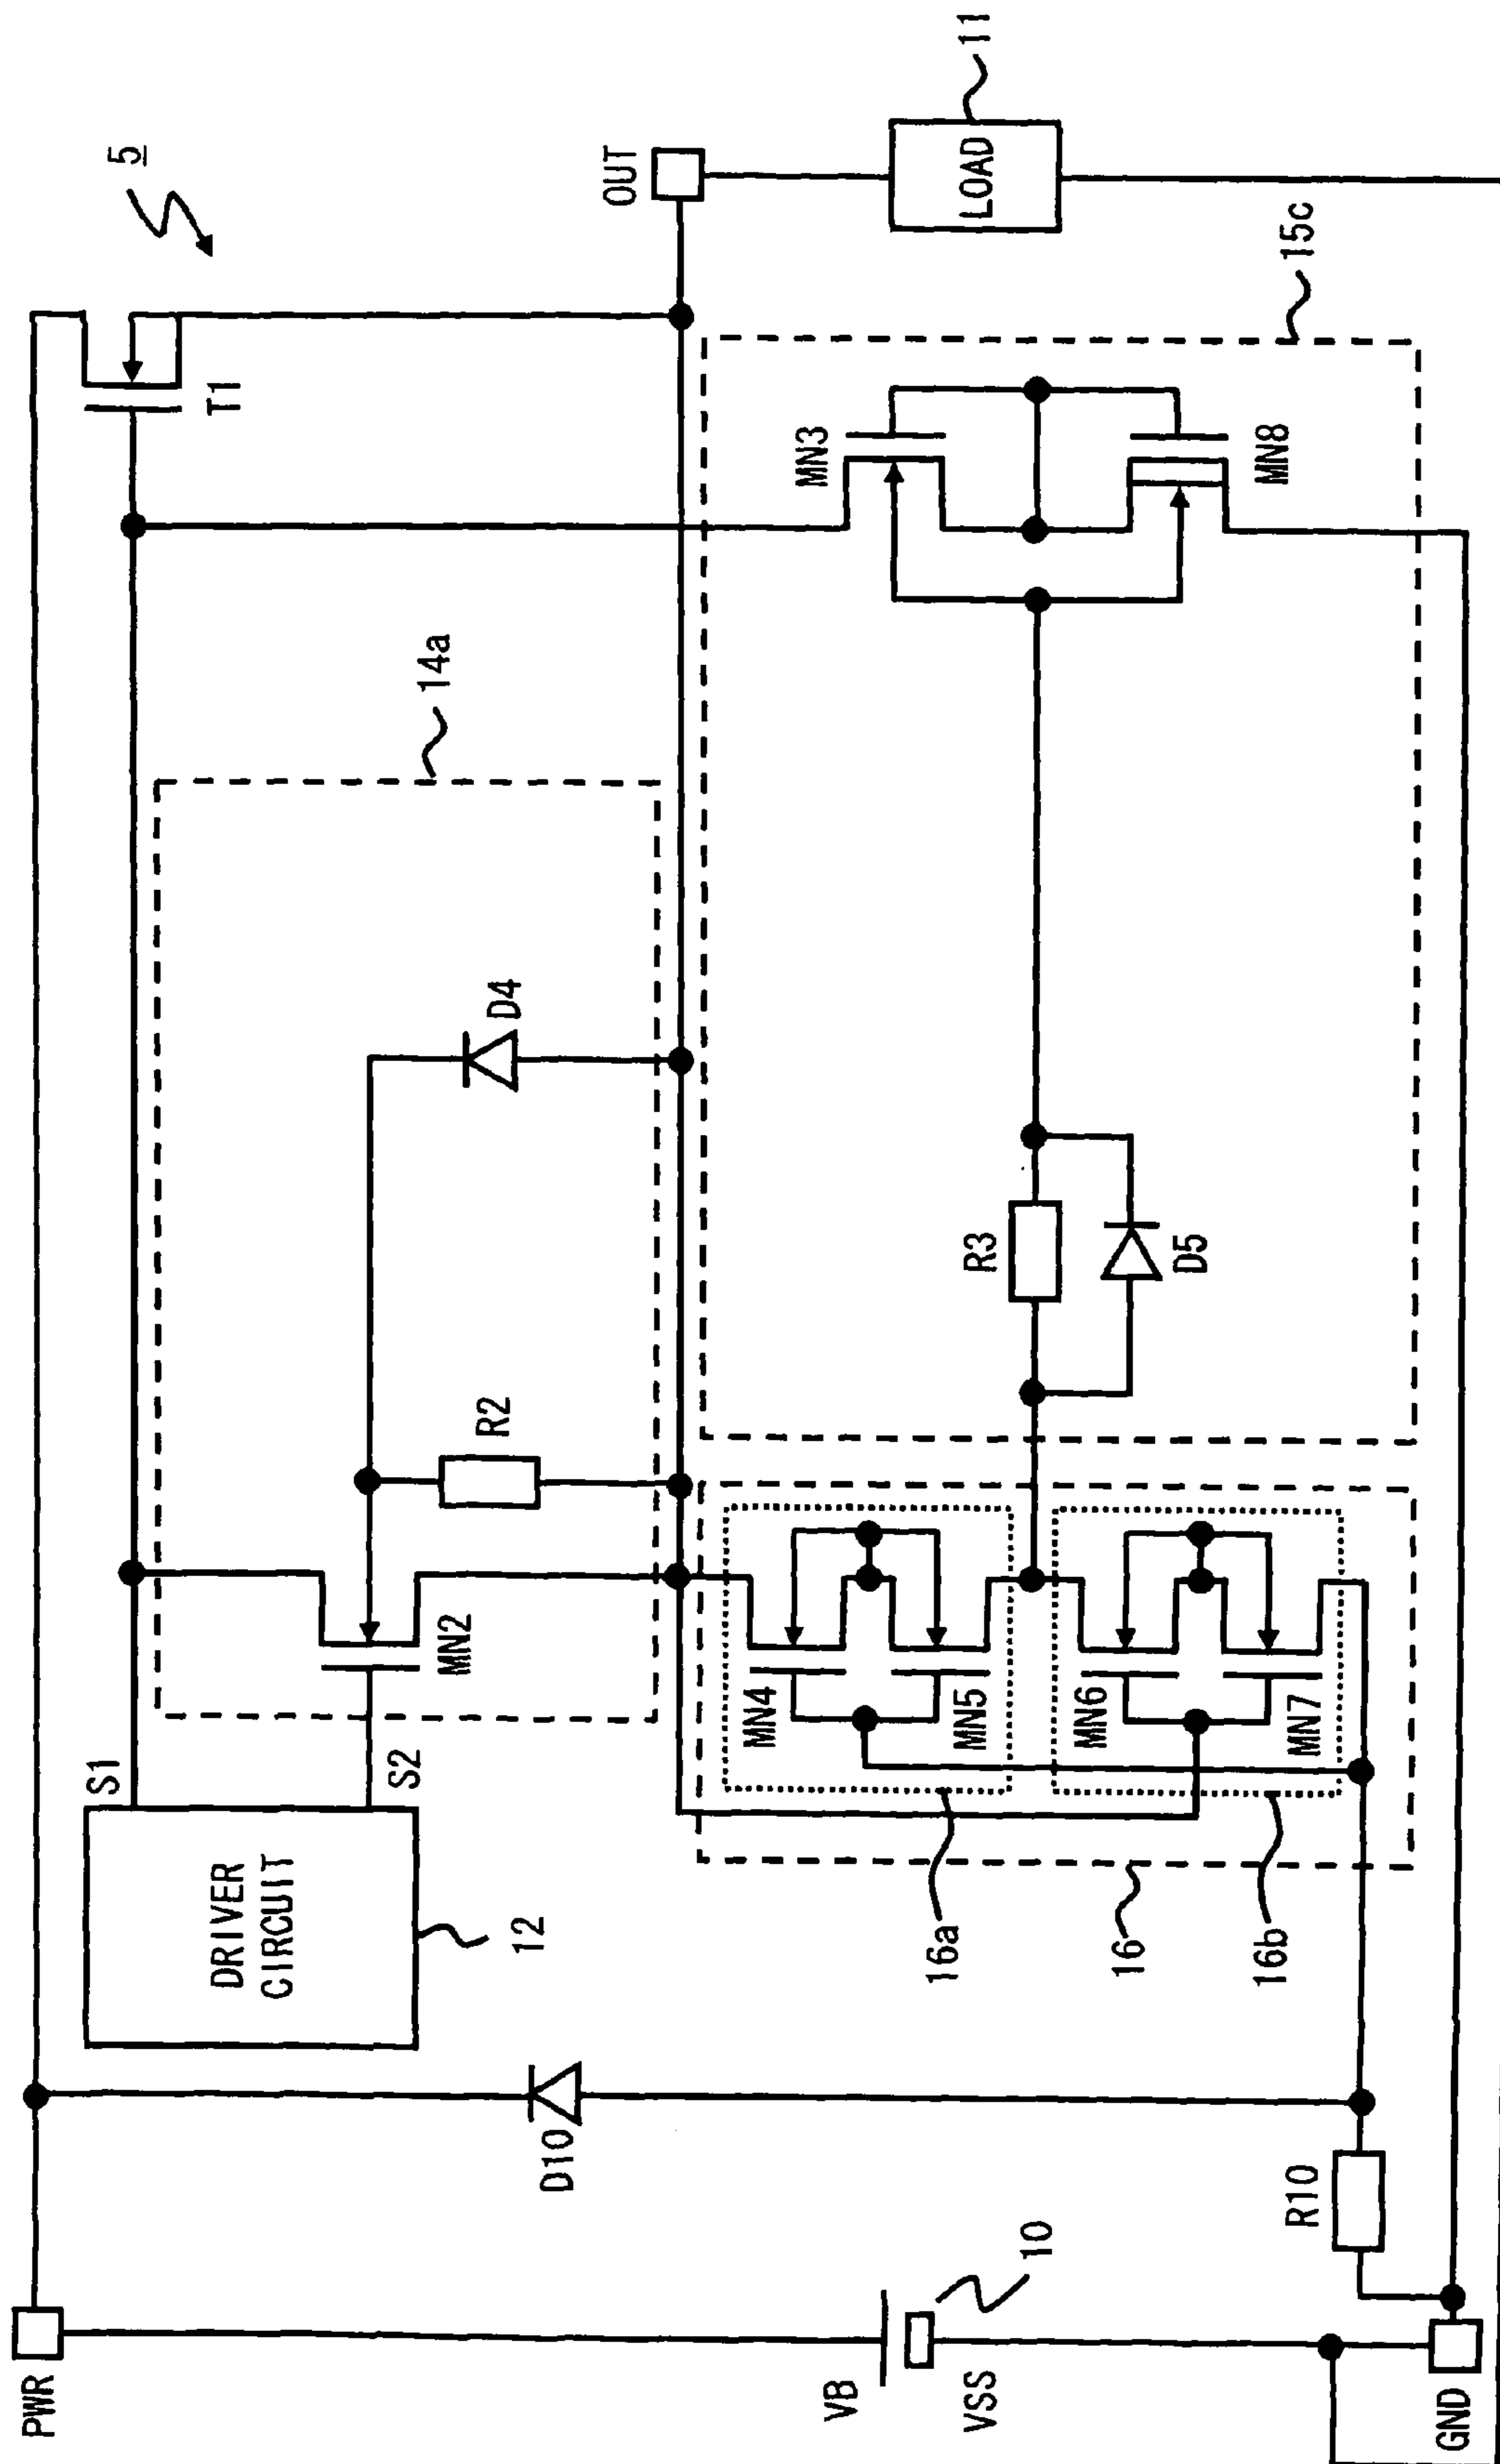 5
PWR
T1
OUT
LOAD
11
S1
S2
DRIVER
CIRCUIT
12
14a
MN2
R2
D4
D10
VB
VSS
10
MN4
MN5
MN6
MN7
16a
16
16b
R3
D5
MN3
MN8
15c
R10
GND